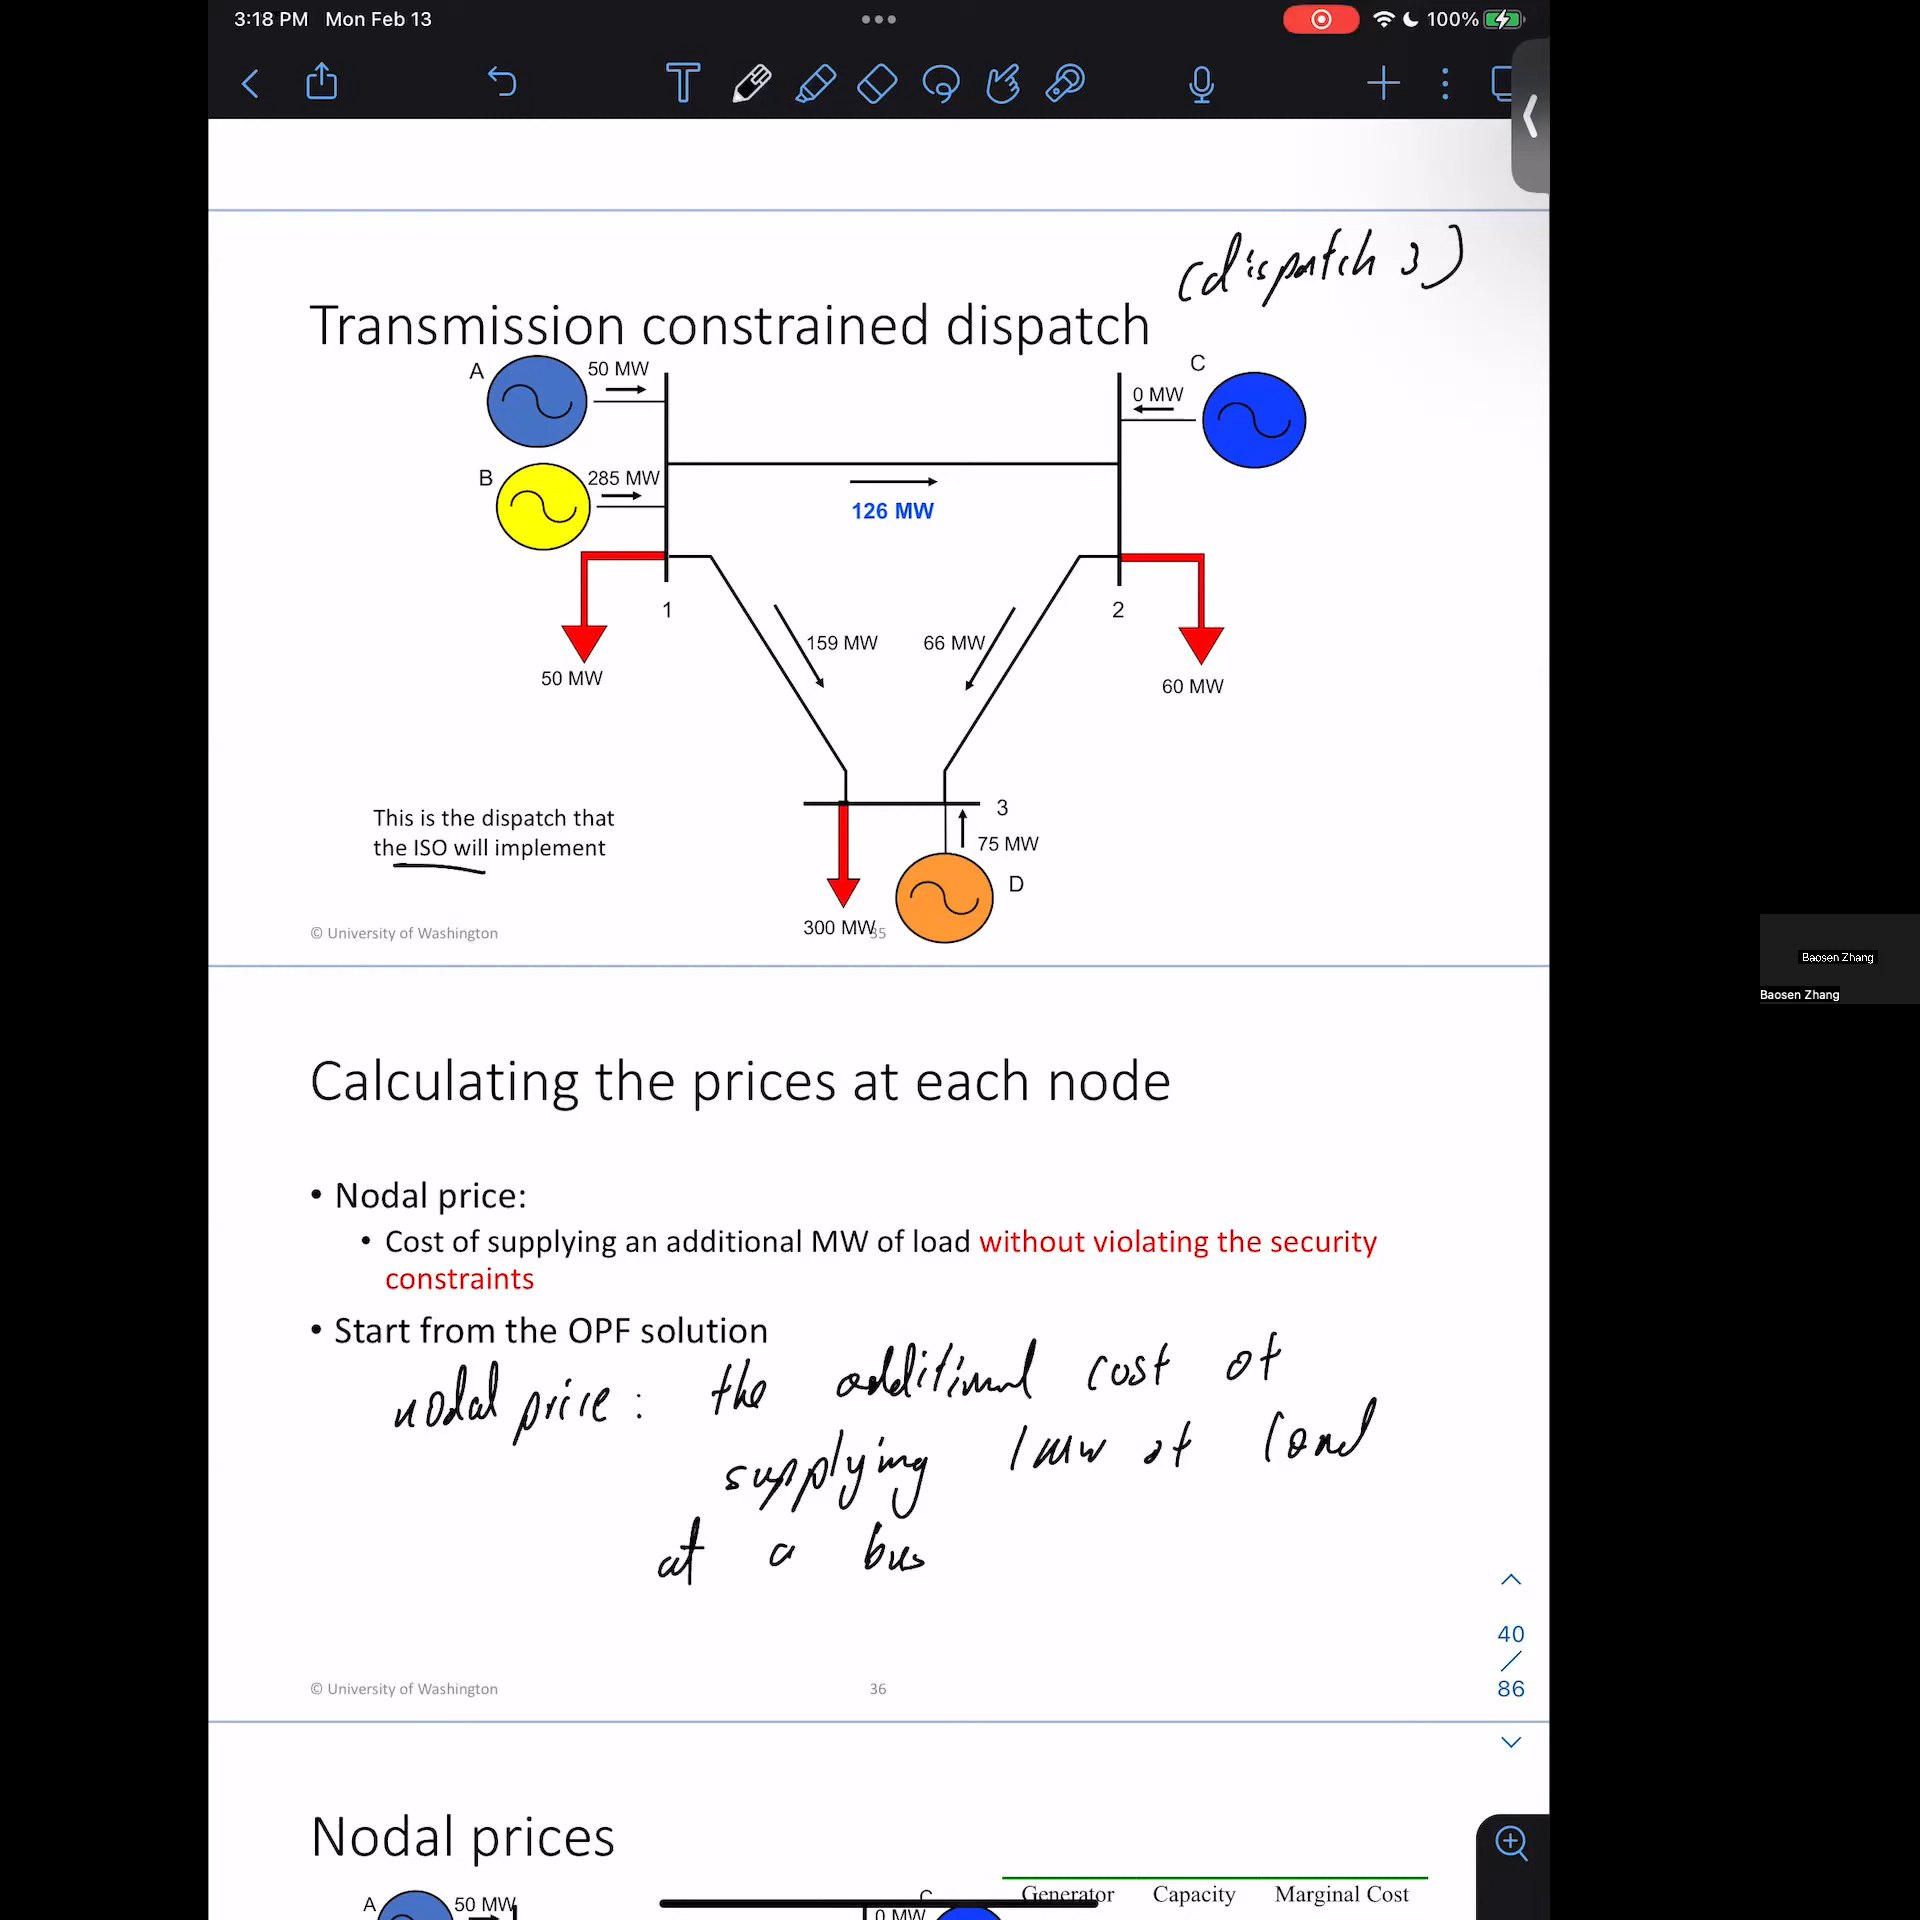 3:18 PM Mon Feb 13
100%
(dispatch 3)
Transmission constrained dispatch
A
50 MW
C
0 MW
B
285 MW
126 MW
1
2
159 MW
66 MW
50 MW
60 MW
3
75 MW
This is the dispatch that
the ISO will implement
D
300 MW
35
© University of Washington
Baosen Zhang
Baosen Zhang
Calculating the prices at each node
• Nodal price:
• Cost of supplying an additional MW of load without violating the security
constraints
• Start from the OPF solution
nodal price: the additional cost of
supplying 1MW of load
at a bus
40
/
86
© University of Washington
36
Nodal prices
A
50 MW
C
0 MW
Generator Capacity Marginal Cost